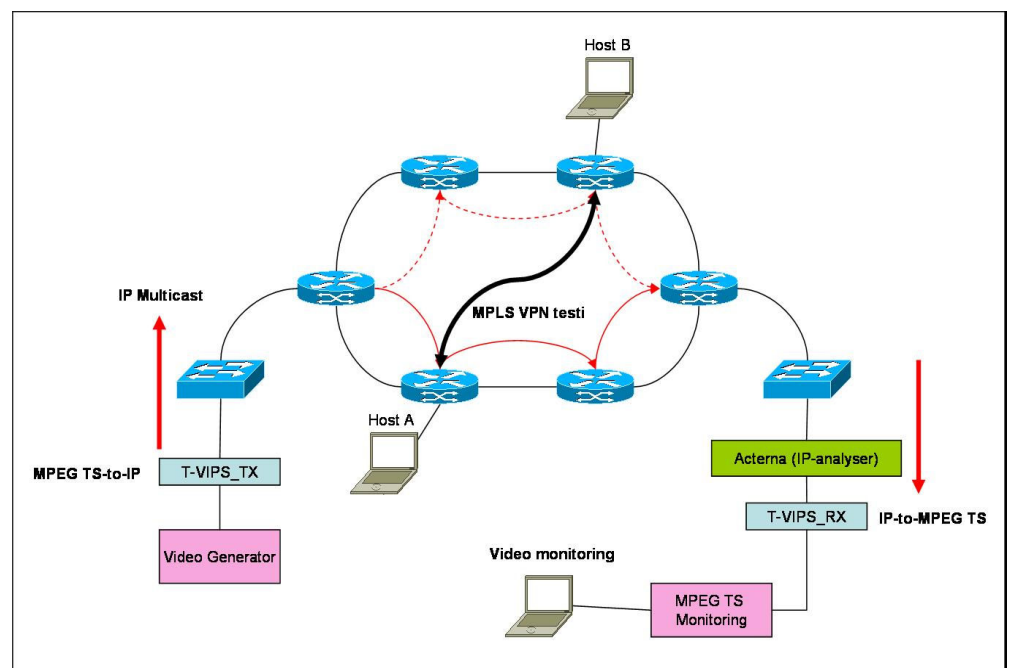 Host B
IP Multicast
MPLS VPN testi
Host A
MPEG TS-to-IP
T-VIPS_TX
Acterna (IP-analyser)
T-VIPS_RX
IP-to-MPEG TS
Video Generator
Video monitoring
MPEG TS
Monitoring